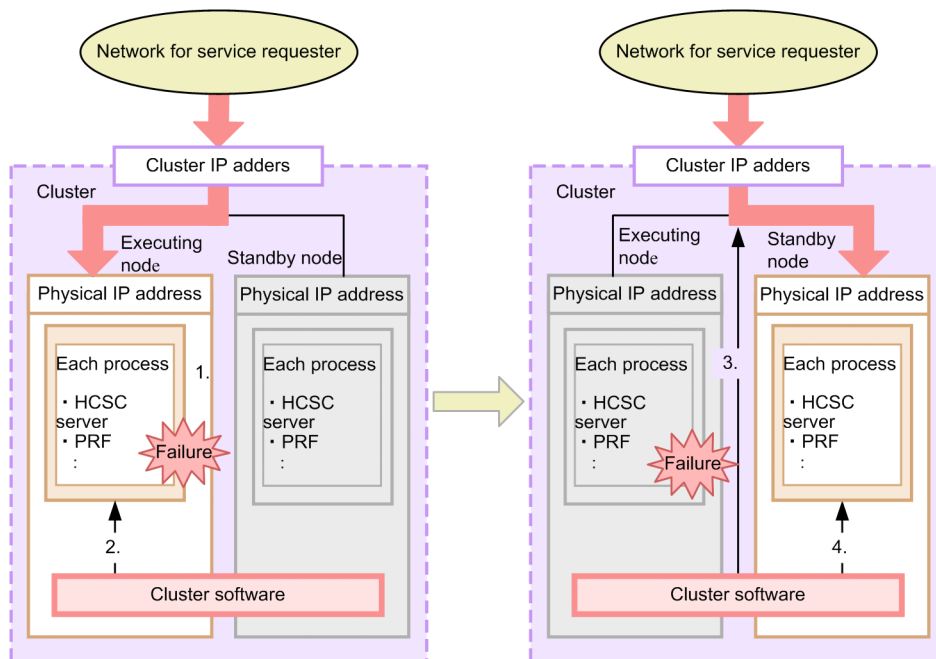 Network for service requester
Cluster IP adders
Cluster
Executing
node
Standby node
Physical IP address
Physical IP address
Each process
・HCSC
server
・PRF
:
1.
Failure
Each process
・HCSC
server
・PRF
:
2.
Cluster software
Network for service requester
Cluster IP adders
Cluster
Executing
node
Standby
node
Physical IP address
Physical IP address
Each process
・HCSC
server
・PRF
:
Failure
3.
Each process
・HCSC
server
・PRF
:
4.
Cluster software